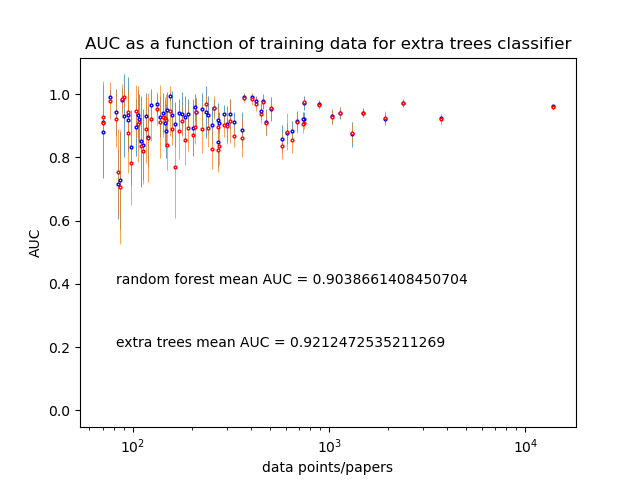 AUC as a function of training data for extra trees classifier
1.0
0.8
0.6
0.4
0.2
0.0
AUC
random forest mean AUC = 0.9038661408450704
extra trees mean AUC = 0.9212472535211269
10²
10³
10⁴
data points/papers